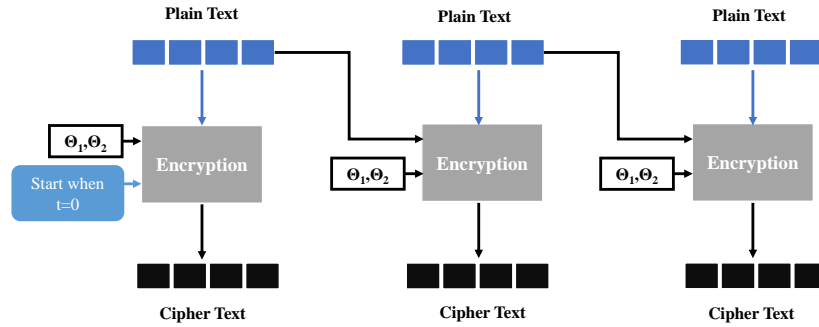 Plain Text
Plain Text
Plain Text
Θ1,Θ2
Encryption
Start when
t=0
Encryption
Θ1,Θ2
Encryption
Θ1,Θ2
Cipher Text
Cipher Text
Cipher Text